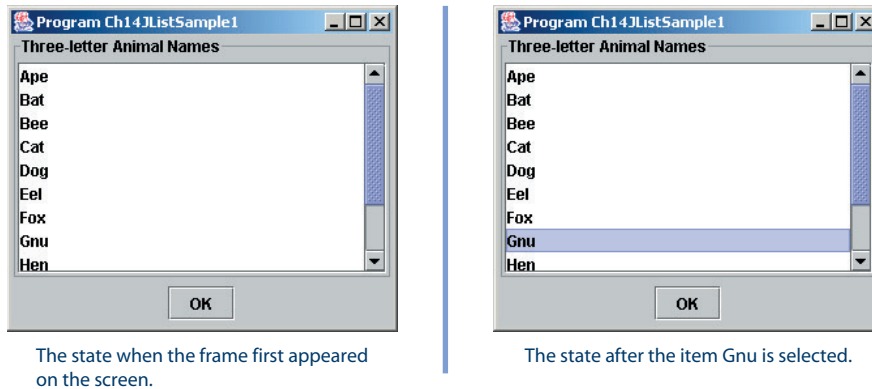 Program Ch14JListSample1
Three-letter Animal Names
Ape
Bat
Bee
Cat
Dog
Eel
Fox
Gnu
Hen
OK
The state when the frame first appeared
on the screen.
Program Ch14JListSample1
Three-letter Animal Names
Ape
Bat
Bee
Cat
Dog
Eel
Fox
Gnu
Hen
OK
The state after the item Gnu is selected.